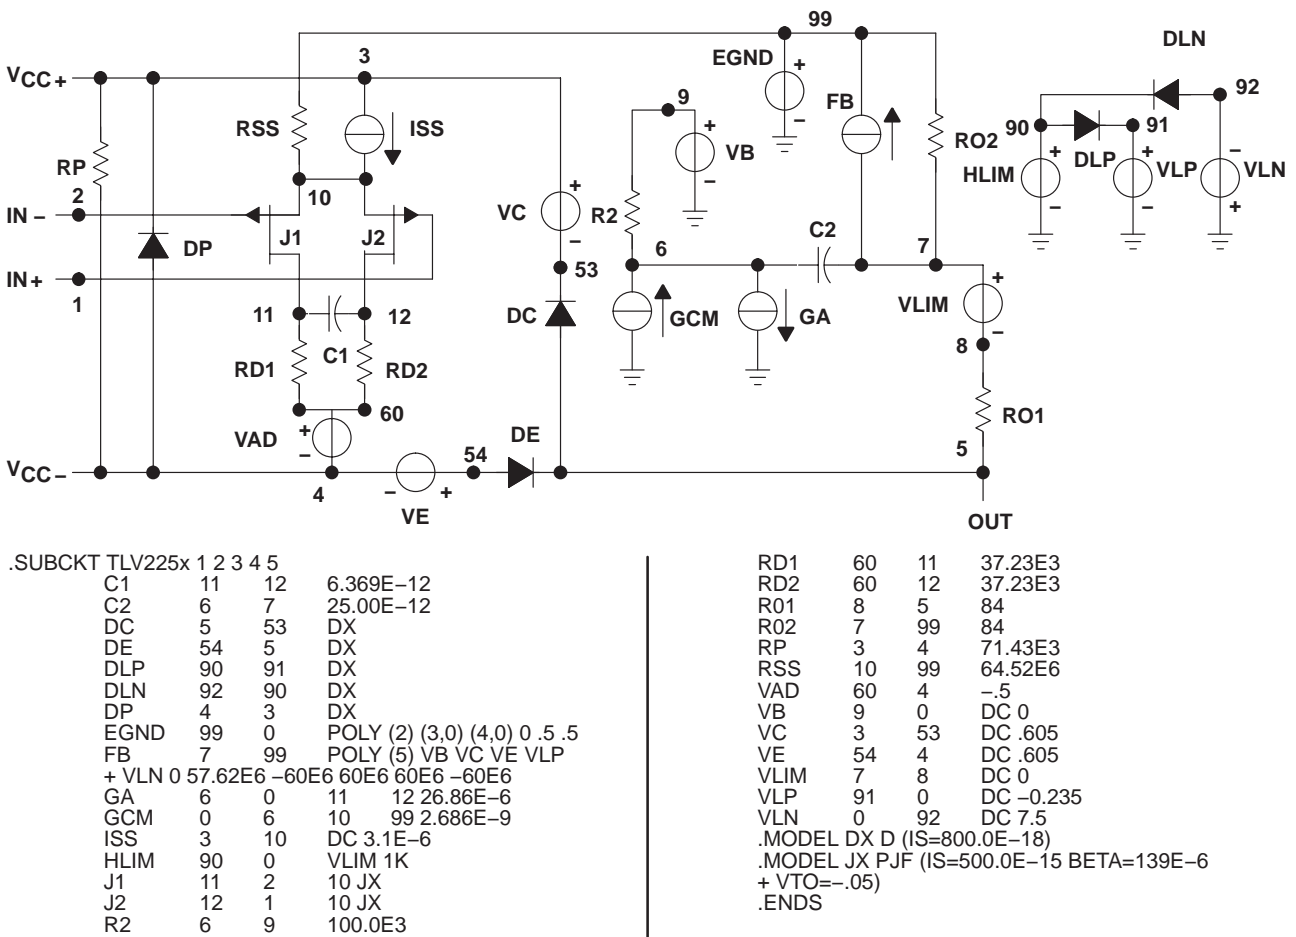 99
DLN
3
EGND
+
VCC+
9
FB
92
RSS
ISS
+
VB
−
−
RO2
90
91
−
RP
10
+
DLP
+
VLP
VLN
HLIM
2
VC
R2
−
−
+
IN −
J1
J2
−
C2
DP
6
7
IN +
53
+
1
GCM
GA
VLIM
11
12
DC
−
C1
8
RD1
RD2
60
RO1
VAD
+
−
DE
54
5
VCC −
4
−
+
VE
OUT
.SUBCKT TLV225x 1 2 3 4 5
C1 11 12 6.369E−12
C2 6 7 25.00E−12
DC 5 53 DX
DE 54 5 DX
DLP 90 91 DX
DLN 92 90 DX
DP 4 3 DX
EGND 99 0 POLY (2) (3,0) (4,0) 0 .5 .5
FB 7 99 POLY (5) VB VC VE VLP
+ VLN 0 57.62E6 −60E6 60E6 60E6 −60E6
GA 6 0 11 12 26.86E−6
GCM 0 6 10 99 2.686E−9
ISS 3 10 DC 3.1E−6
HLIM 90 0 VLIM 1K
J1 11 2 10 JX
J2 12 1 10 JX
R2 6 9 100.0E3
RD1 60 11 37.23E3
RD2 60 12 37.23E3
R01 8 5 84
R02 7 99 84
RP 3 4 71.43E3
RSS 10 99 64.52E6
VAD 60 4 −.5
VB 9 0 DC 0
VC 3 53 DC .605
VE 54 4 DC .605
VLIM 7 8 DC 0
VLP 91 0 DC −0.235
VLN 0 92 DC 7.5
.MODEL DX D (IS=800.0E−18)
.MODEL JX PJF (IS=500.0E−15 BETA=139E−6
+ VTO=−.05)
.ENDS